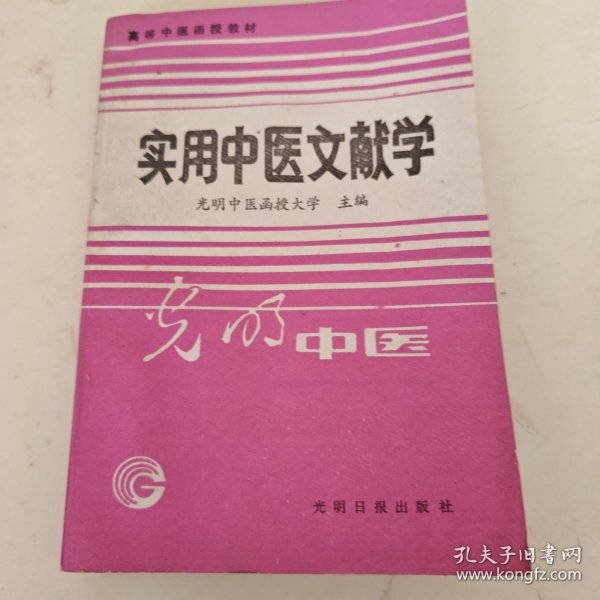 高等中医函授教材
实用中医文献学
光明中医函授大学 主编
光明中医
光明日报出版社
孔夫子旧书网
www.kongfz.com